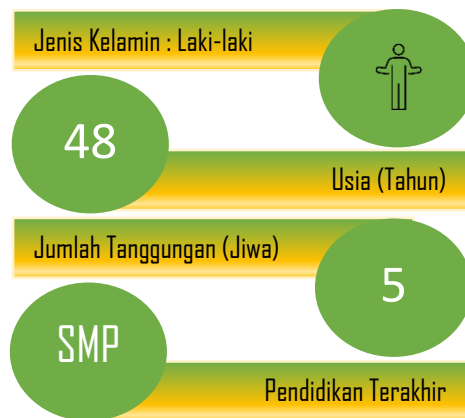 Jenis Kelamin : Laki-laki
48
Usia (Tahun)
Jumlah Tanggungan (Jiwa)
5
SMP
Pendidikan Terakhir